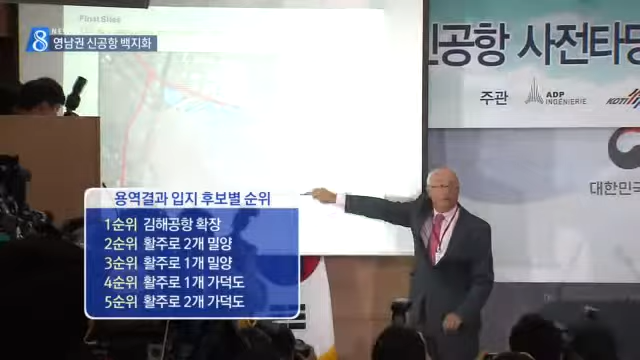 8 NEWS
영남권 신공항 백지화
Final Sites
신공항 사전타당
주관 ADP INGÉNIERIE KOTI
대한민국
용역결과 입지 후보별 순위
1순위 김해공항 확장
2순위 활주로 2개 밀양
3순위 활주로 1개 밀양
4순위 활주로 1개 가덕도
5순위 활주로 2개 가덕도